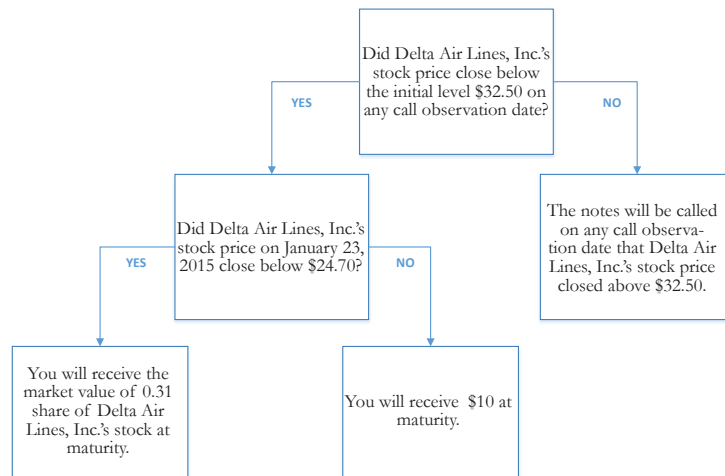 Did Delta Air Lines, Inc.'s
stock price close below
the initial level $32.50 on
any call observation date?
YES
NO
Did Delta Air Lines, Inc.'s
stock price on January 23,
2015 close below $24.70?
The notes will be called
on any call observa-
tion date that Delta Air
Lines, Inc.'s stock price
closed above $32.50.
YES
NO
You will receive the
market value of 0.31
share of Delta Air
Lines, Inc.'s stock at
maturity.
You will receive $10 at
maturity.